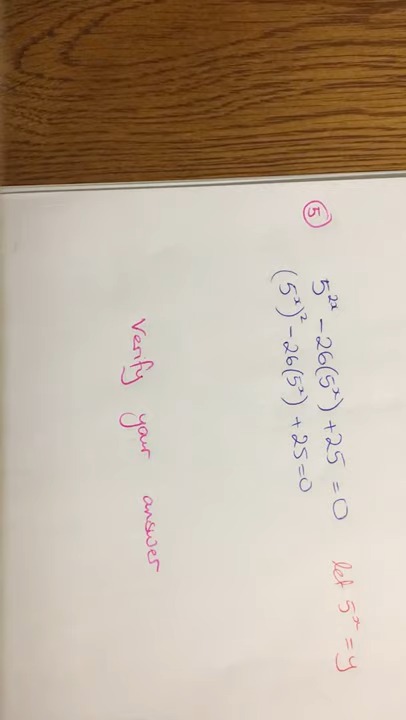 ⑤ 5^{2x} - 26(5^x) + 25 = 0 let 5^x = y
(5^x)^2 - 26(5^x) + 25 = 0
Verify your answer